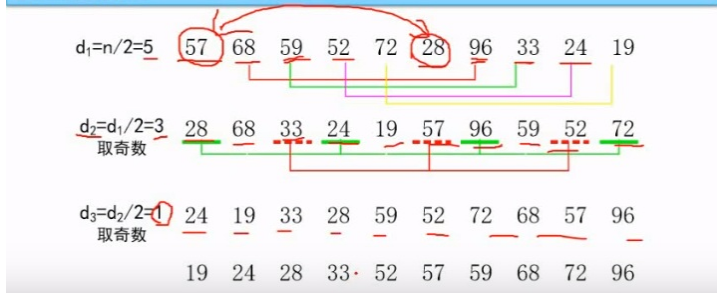 d₁=n/2=5 57 68 59 52 72 28 96 33 24 19
d₂=d₁/2=3 28 68 33 24 19 57 96 59 52 72
取奇数
d₃=d₂/2=1 24 19 33 28 59 52 72 68 57 96
取奇数
19 24 28 33 52 57 59 68 72 96